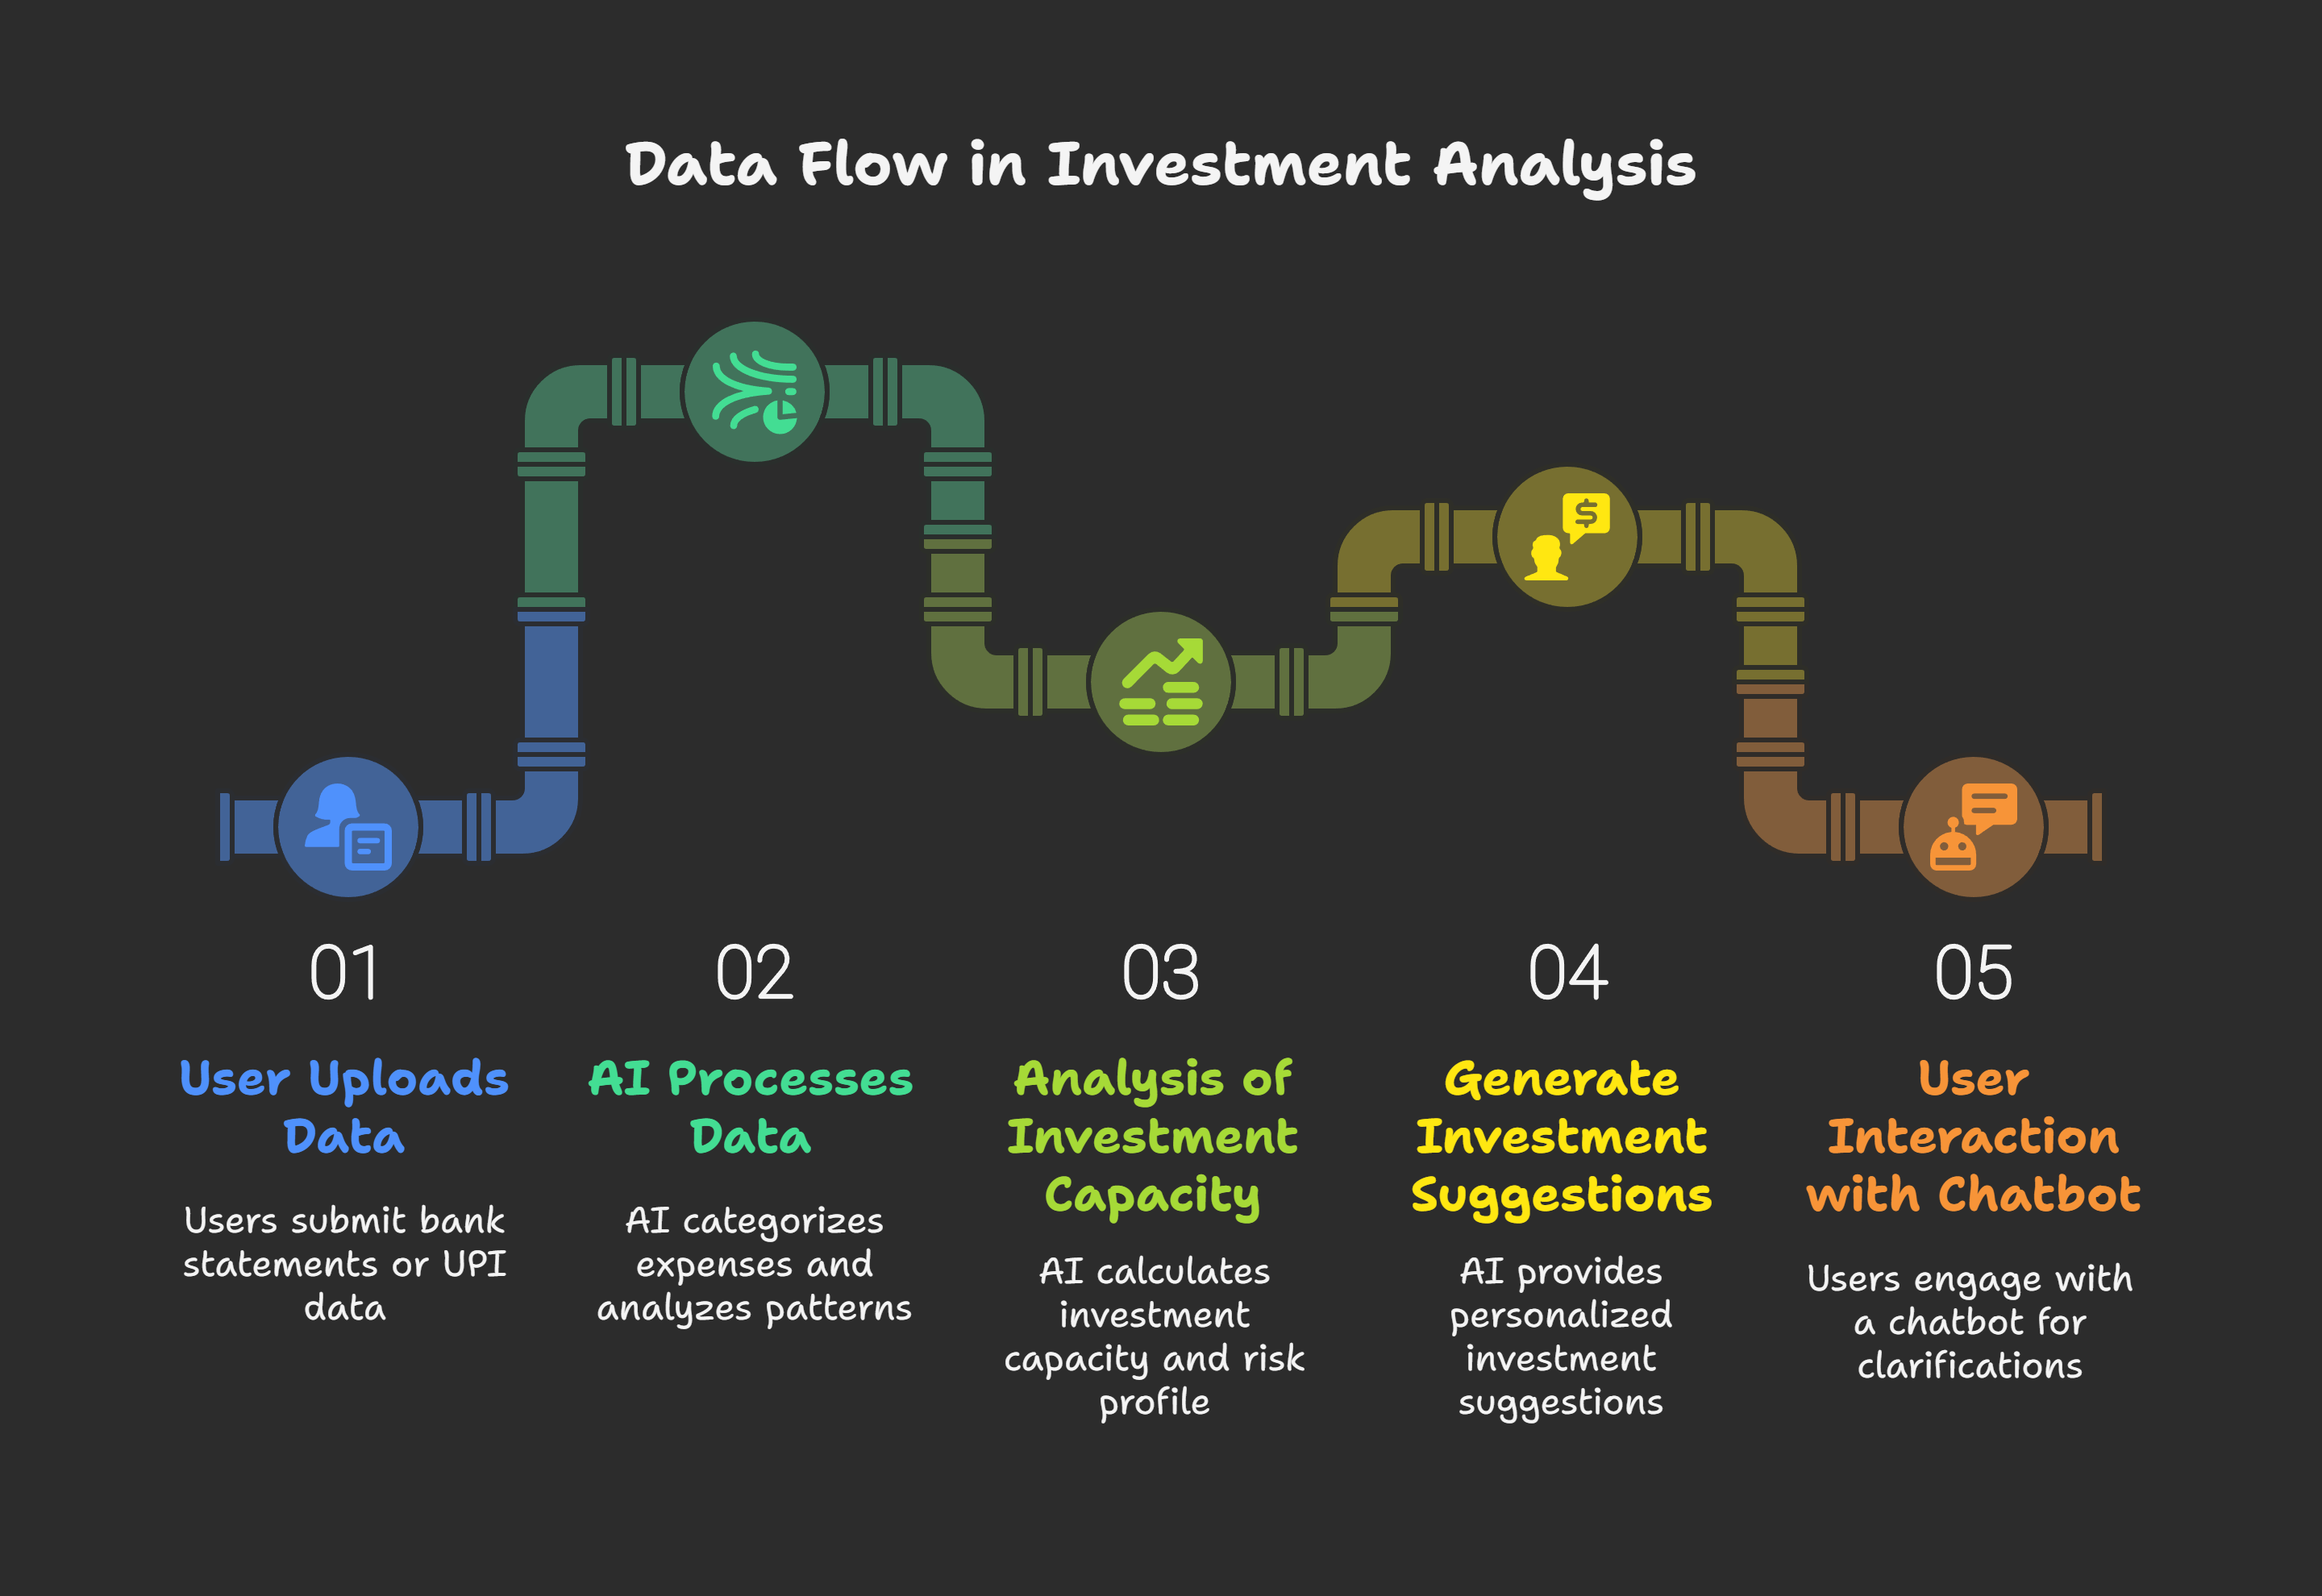 Data Flow in Investment Analysis
$
01
User Uploads
Data
Users submit bank
statements or UPI
data
02
AI Processes
Data
AI categorizes
expenses and
analyzes patterns
03
Analysis of
Investment
Capacity
AI calculates
investment
capacity and risk
profile
04
Generate
Investment
Suggestions
AI provides
personalized
investment
suggestions
05
User
Interaction
with Chatbot
Users engage with
a chatbot for
clarifications